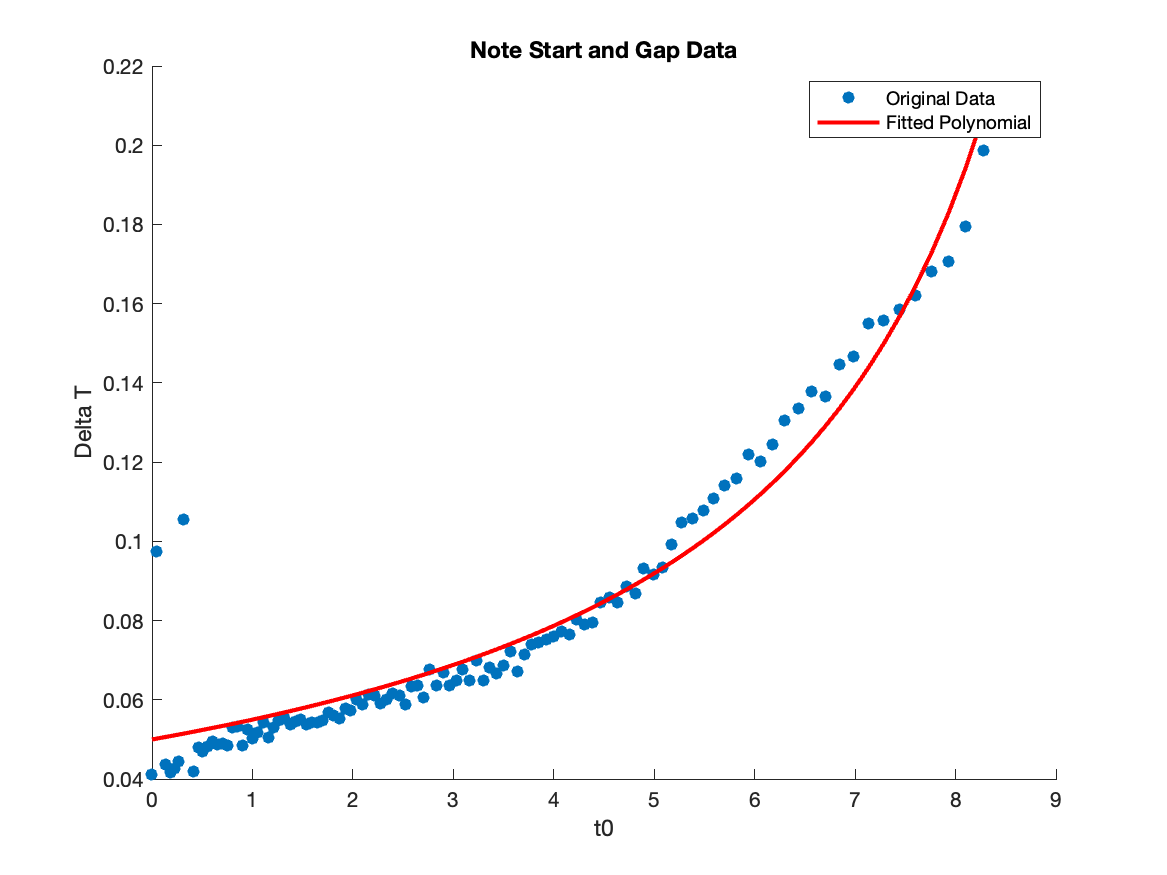 Note Start and Gap Data
0.22
0.2
0.18
0.16
0.14
0.12
0.1
0.08
0.06
0.04
Delta T
Original Data
Fitted Polynomial
0 1 2 3 4 5 6 7 8 9
t0